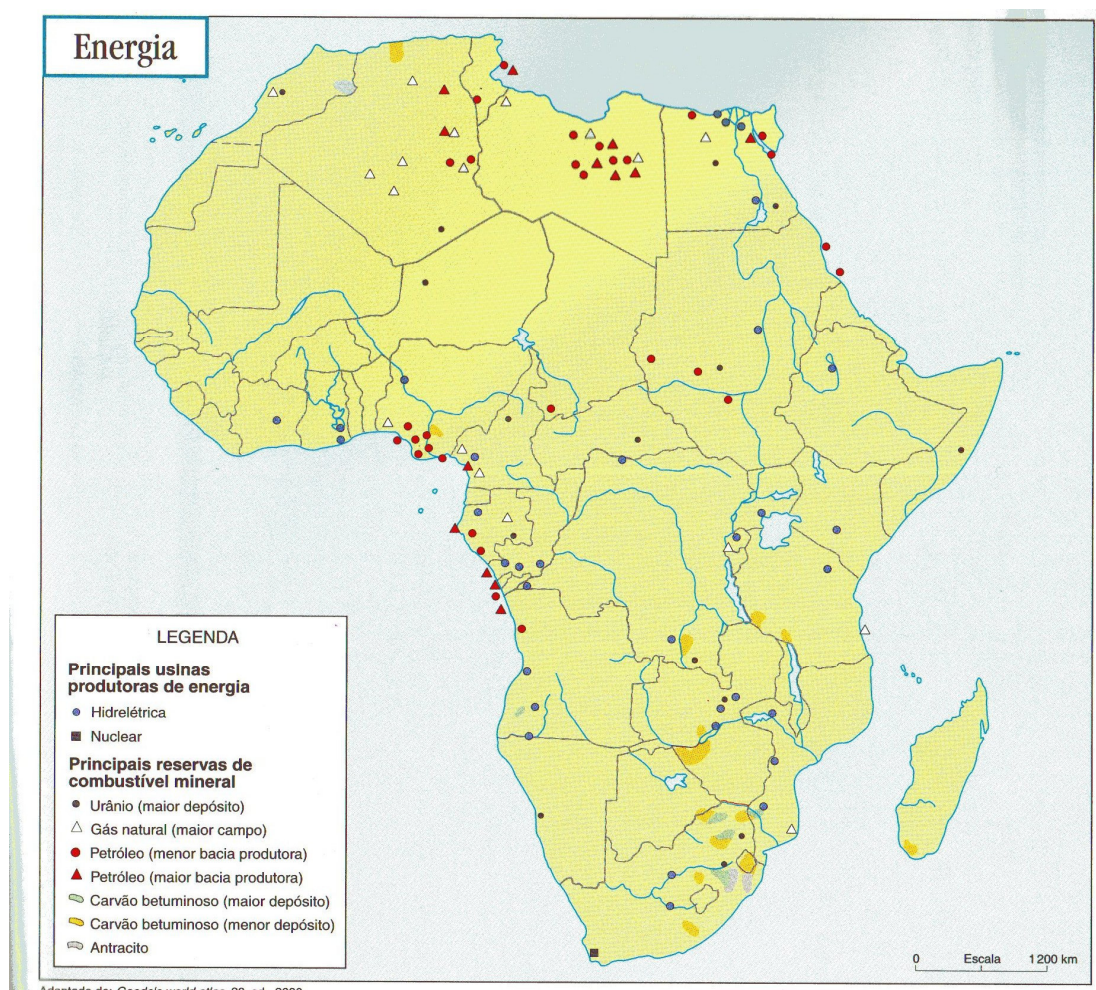 Energia
LEGENDA
Principais usinas
produtoras de energia
Hidrelétrica
Nuclear
Principais reservas de
combustível mineral
Urânio (maior depósito)
Gás natural (maior campo)
Petróleo (menor bacia produtora)
Petróleo (maior bacia produtora)
Carvão betuminoso (maior depósito)
Carvão betuminoso (menor depósito)
Antracito
0 Escala 1200 km